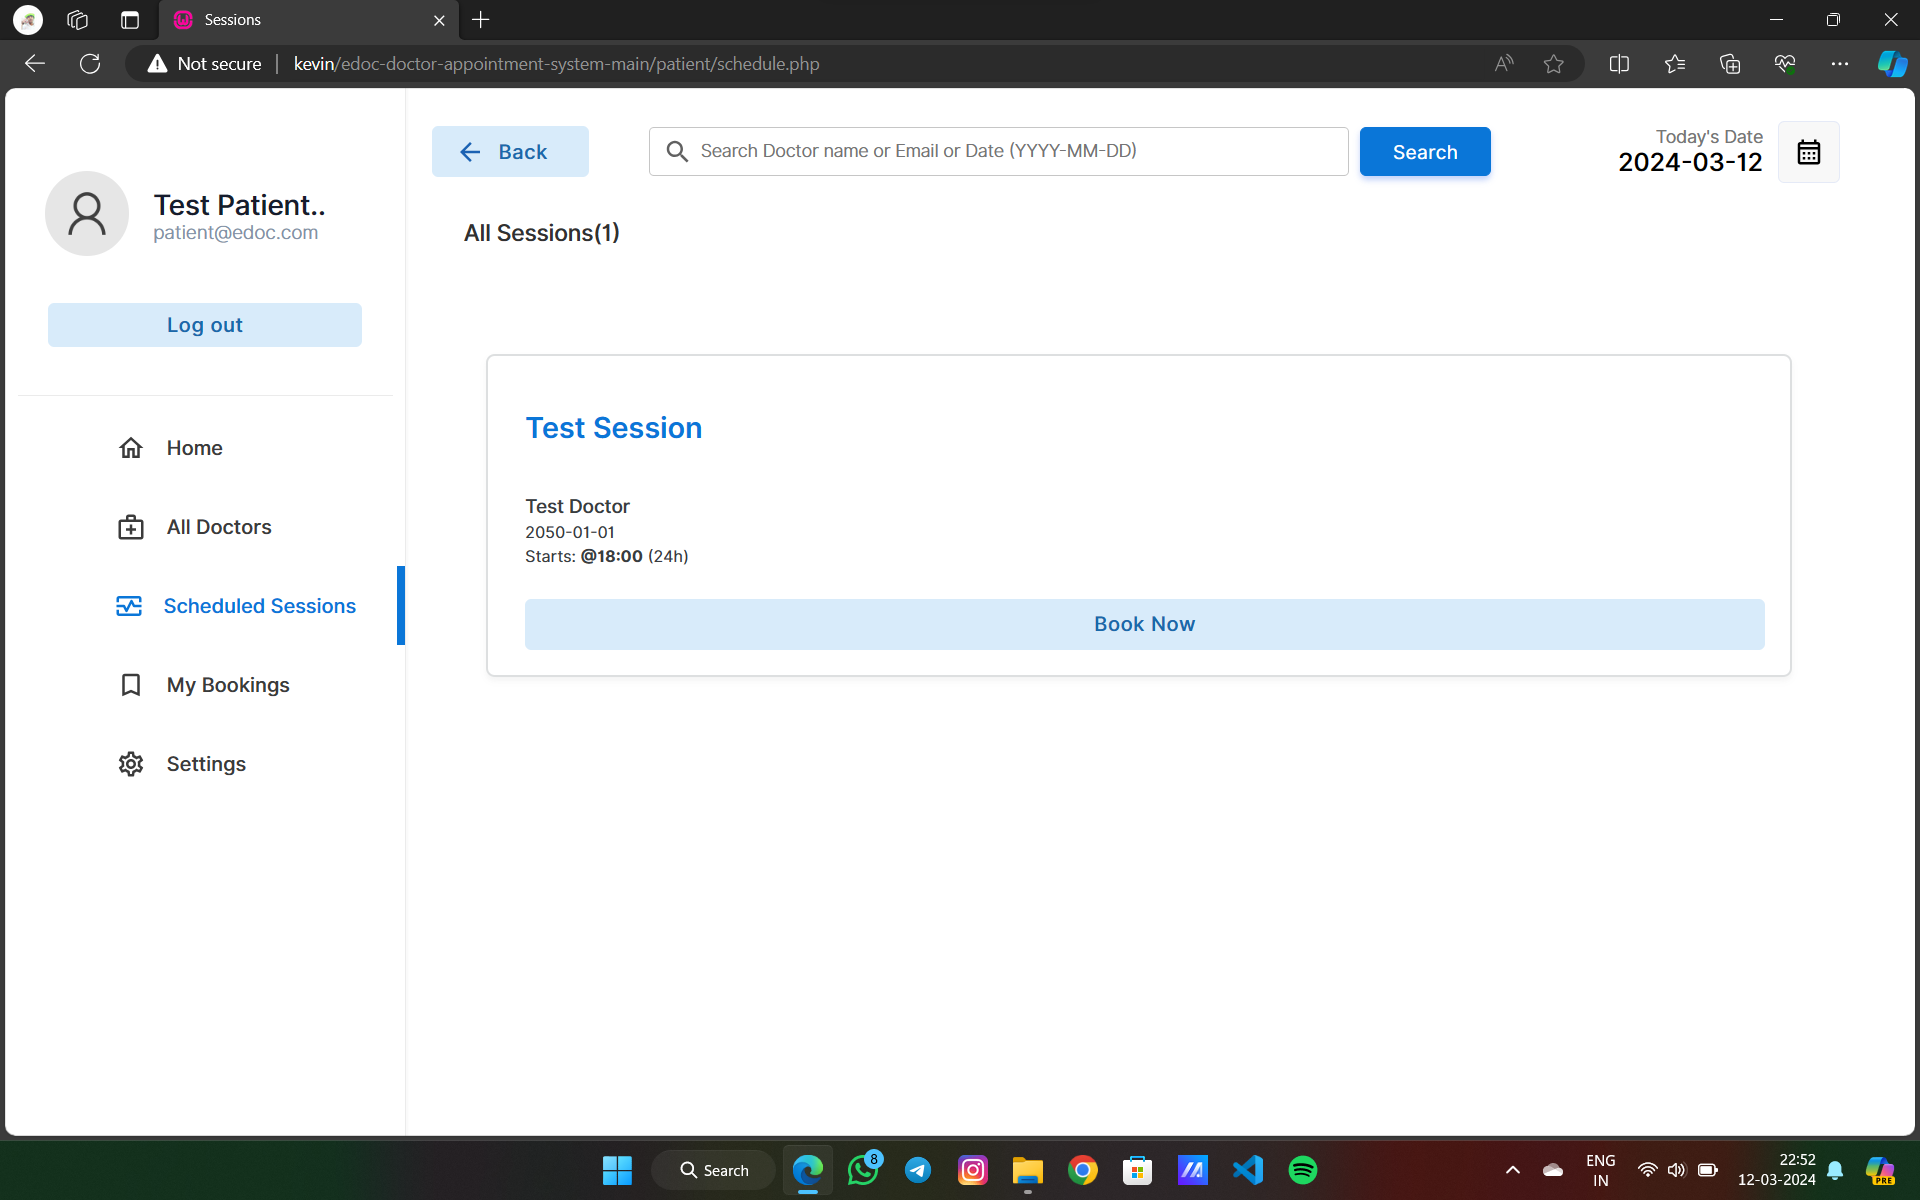 Sessions
Not secure
kevin/edoc-doctor-appointment-system-main/patient/schedule.php
Test Patient..
patient@edoc.com
Log out
Home
All Doctors
Scheduled Sessions
My Bookings
Settings
Back
Search Doctor name or Email or Date (YYYY-MM-DD)
Search
Today's Date
2024-03-12
All Sessions(1)
Test Session
Test Doctor
2050-01-01
Starts: @18:00 (24h)
Book Now
Search
8
ENG
IN
22:52
12-03-2024
PRE